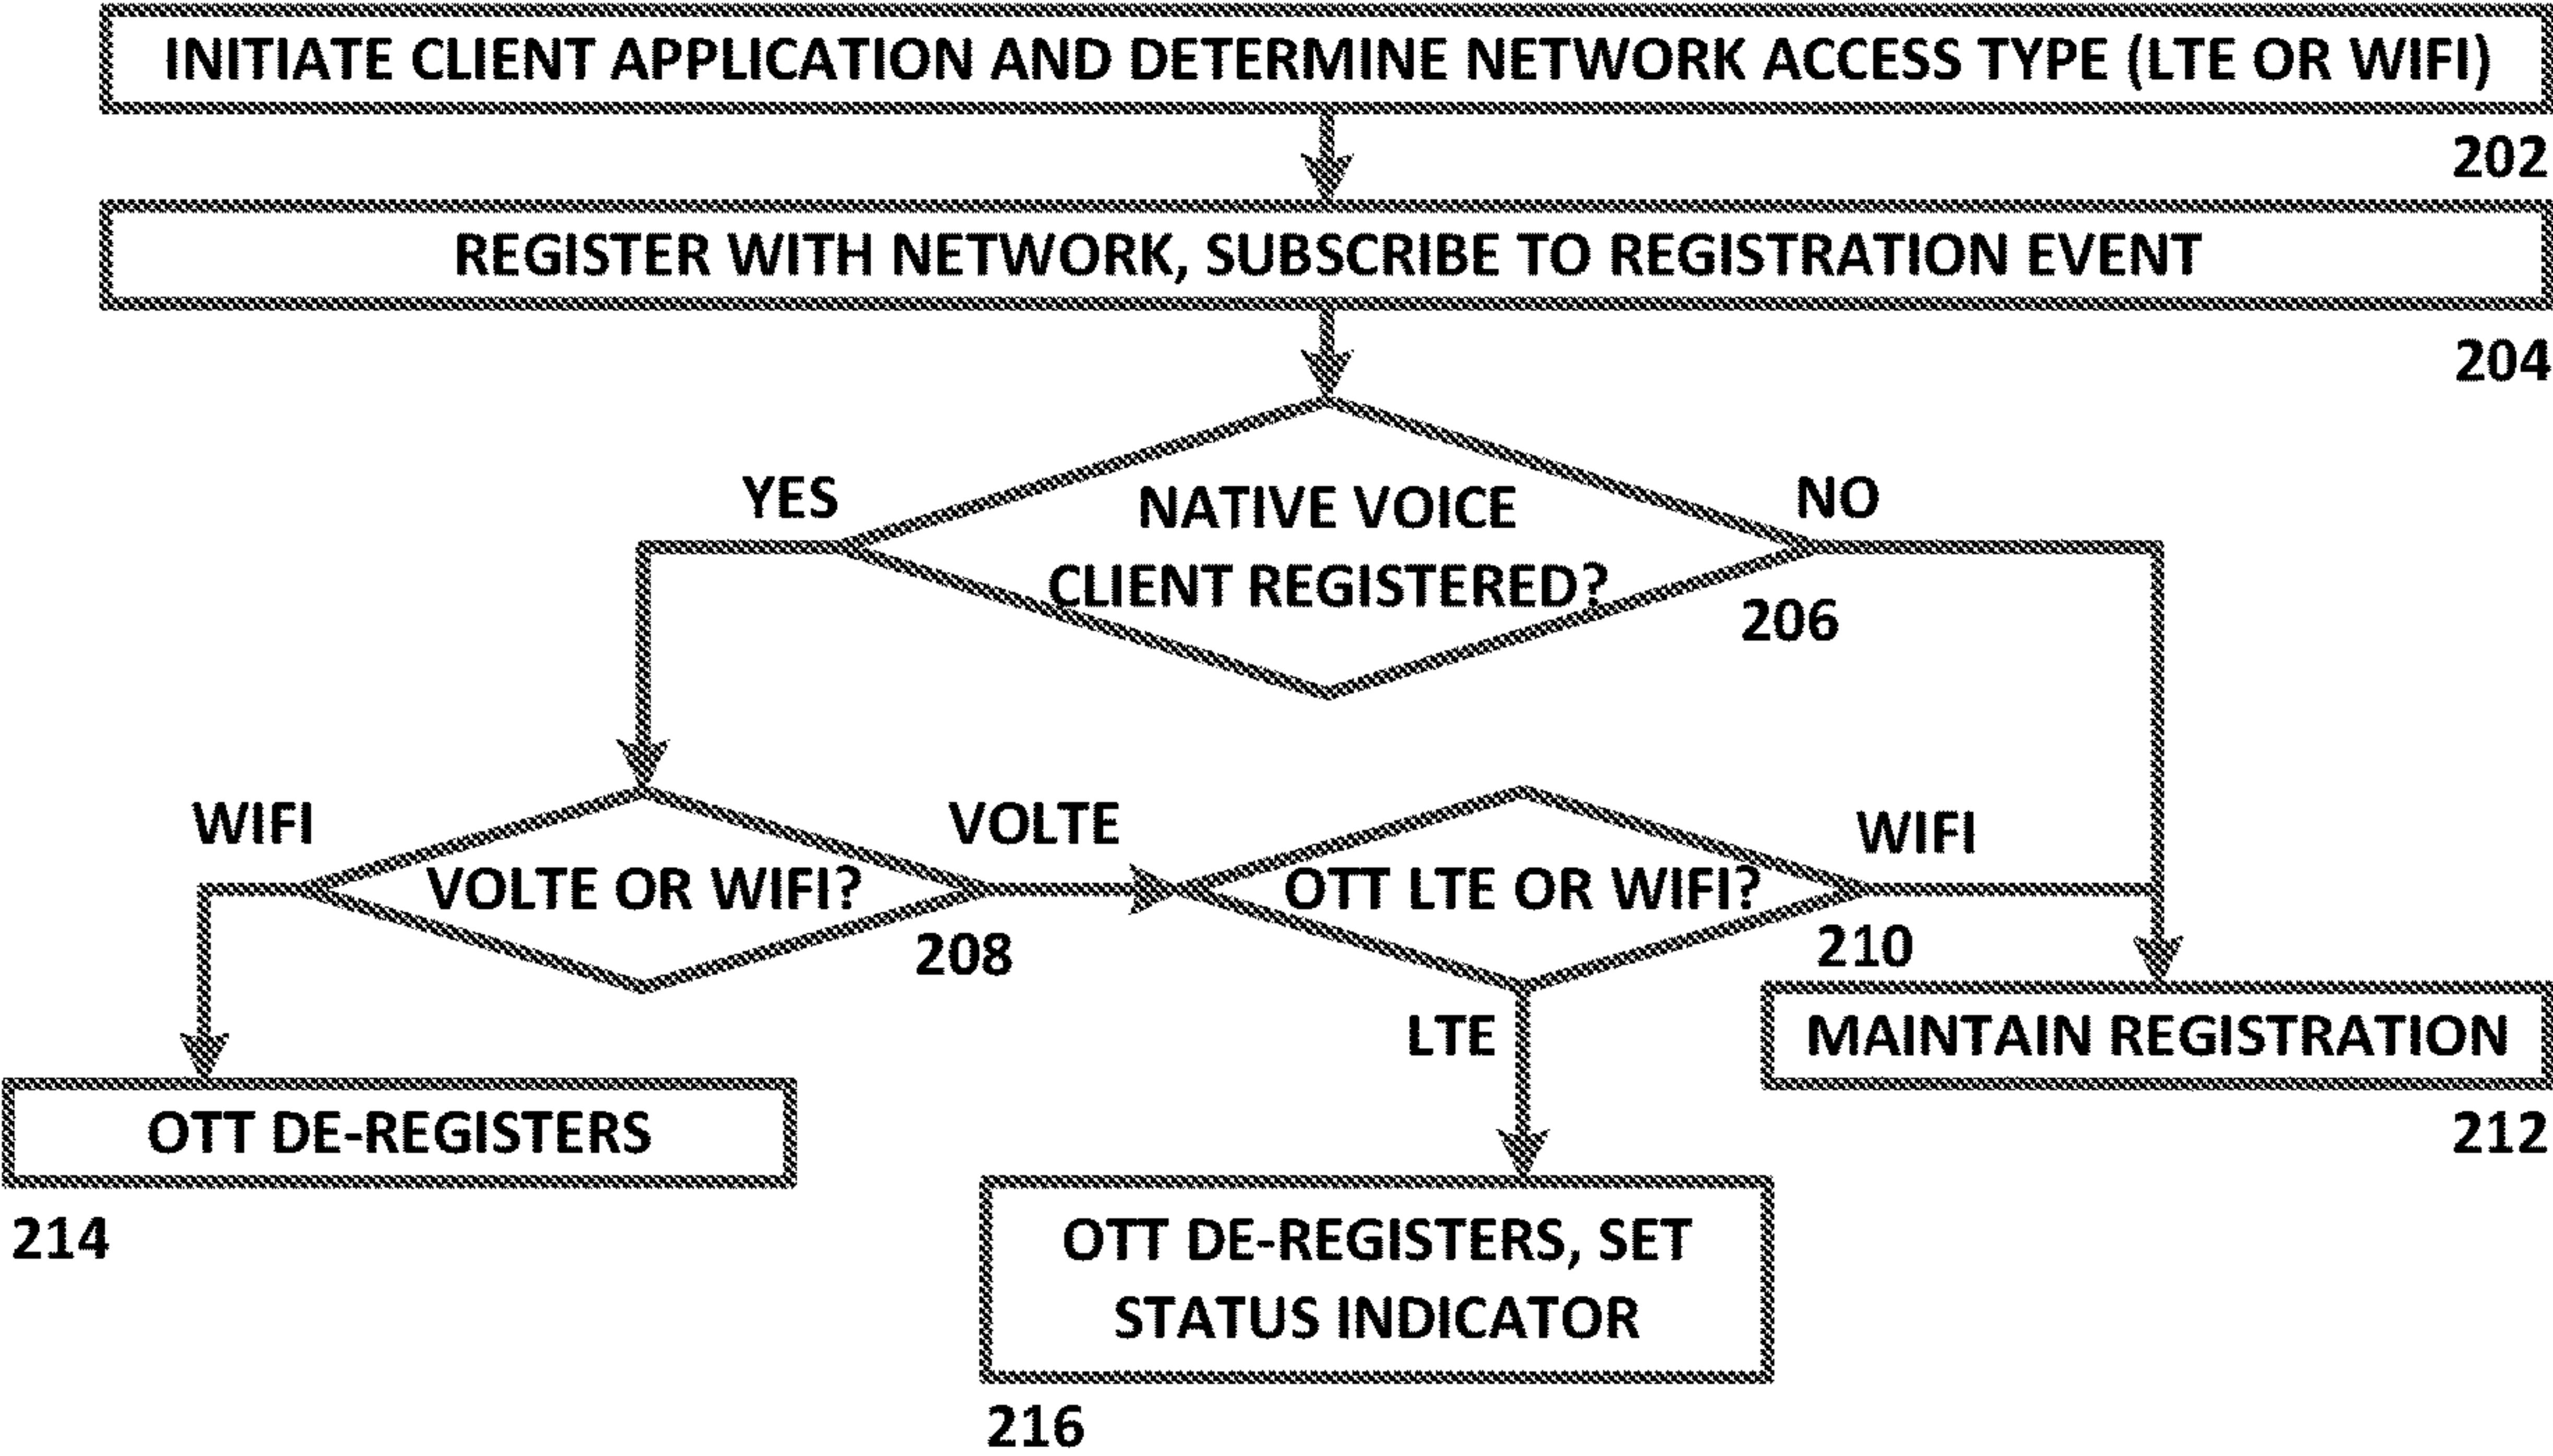 INITIATE CLIENT APPLICATION AND DETERMINE NETWORK ACCESS TYPE (LTE OR WIFI)
202
REGISTER WITH NETWORK, SUBSCRIBE TO REGISTRATION EVENT
204
YES
NATIVE VOICE
CLIENT REGISTERED?
NO
206
WIFI
VOLTE OR WIFI?
208
VOLTE
OTT LTE OR WIFI?
210
WIFI
LTE
MAINTAIN REGISTRATION
212
OTT DE-REGISTERS
214
OTT DE-REGISTERS, SET
STATUS INDICATOR
216